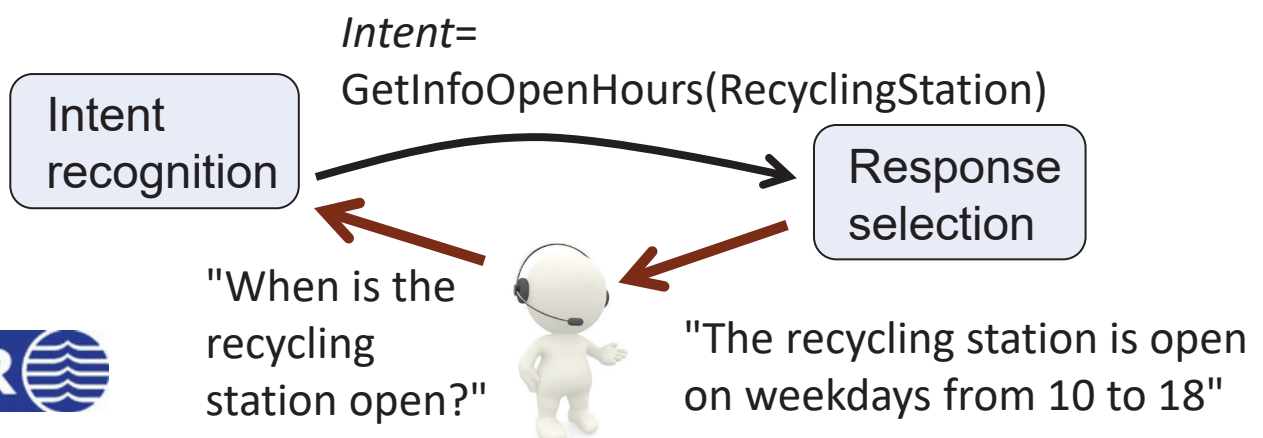 Intent=
GetInfoOpenHours(RecyclingStation)
Intent
recognition
Response
selection
"When is the
recycling
station open?"
"The recycling station is open
on weekdays from 10 to 18"
R